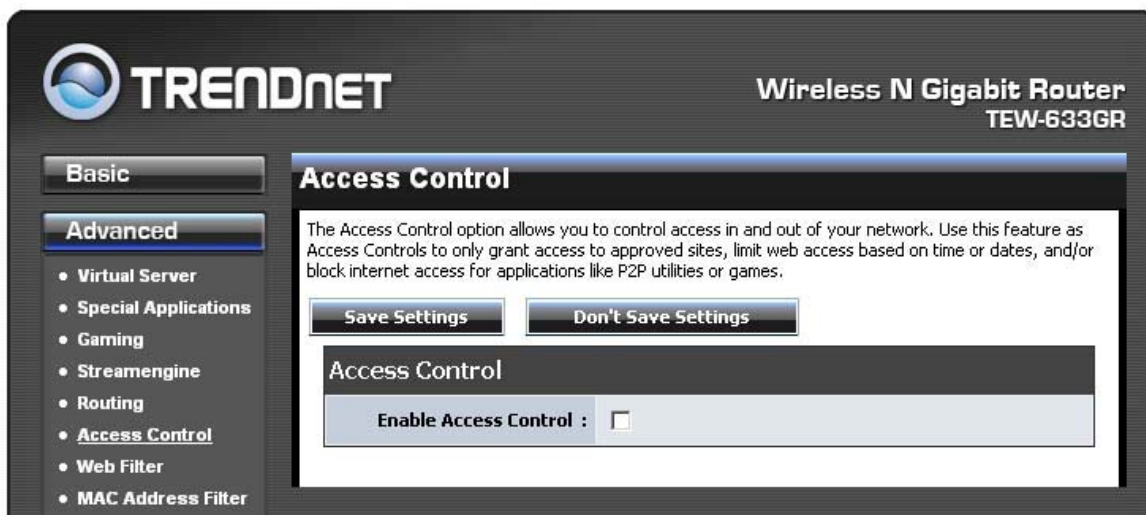 TRENDNET
Wireless N Gigabit Router
TEW-633GR
Basic
Advanced
• Virtual Server
• Special Applications
• Gaming
• Streamengine
• Routing
• Access Control
• Web Filter
• MAC Address Filter
Access Control
The Access Control option allows you to control access in and out of your network. Use this feature as
Access Controls to only grant access to approved sites, limit web access based on time or dates, and/or
block internet access for applications like P2P utilities or games.
Save Settings
Don't Save Settings
Access Control
Enable Access Control :